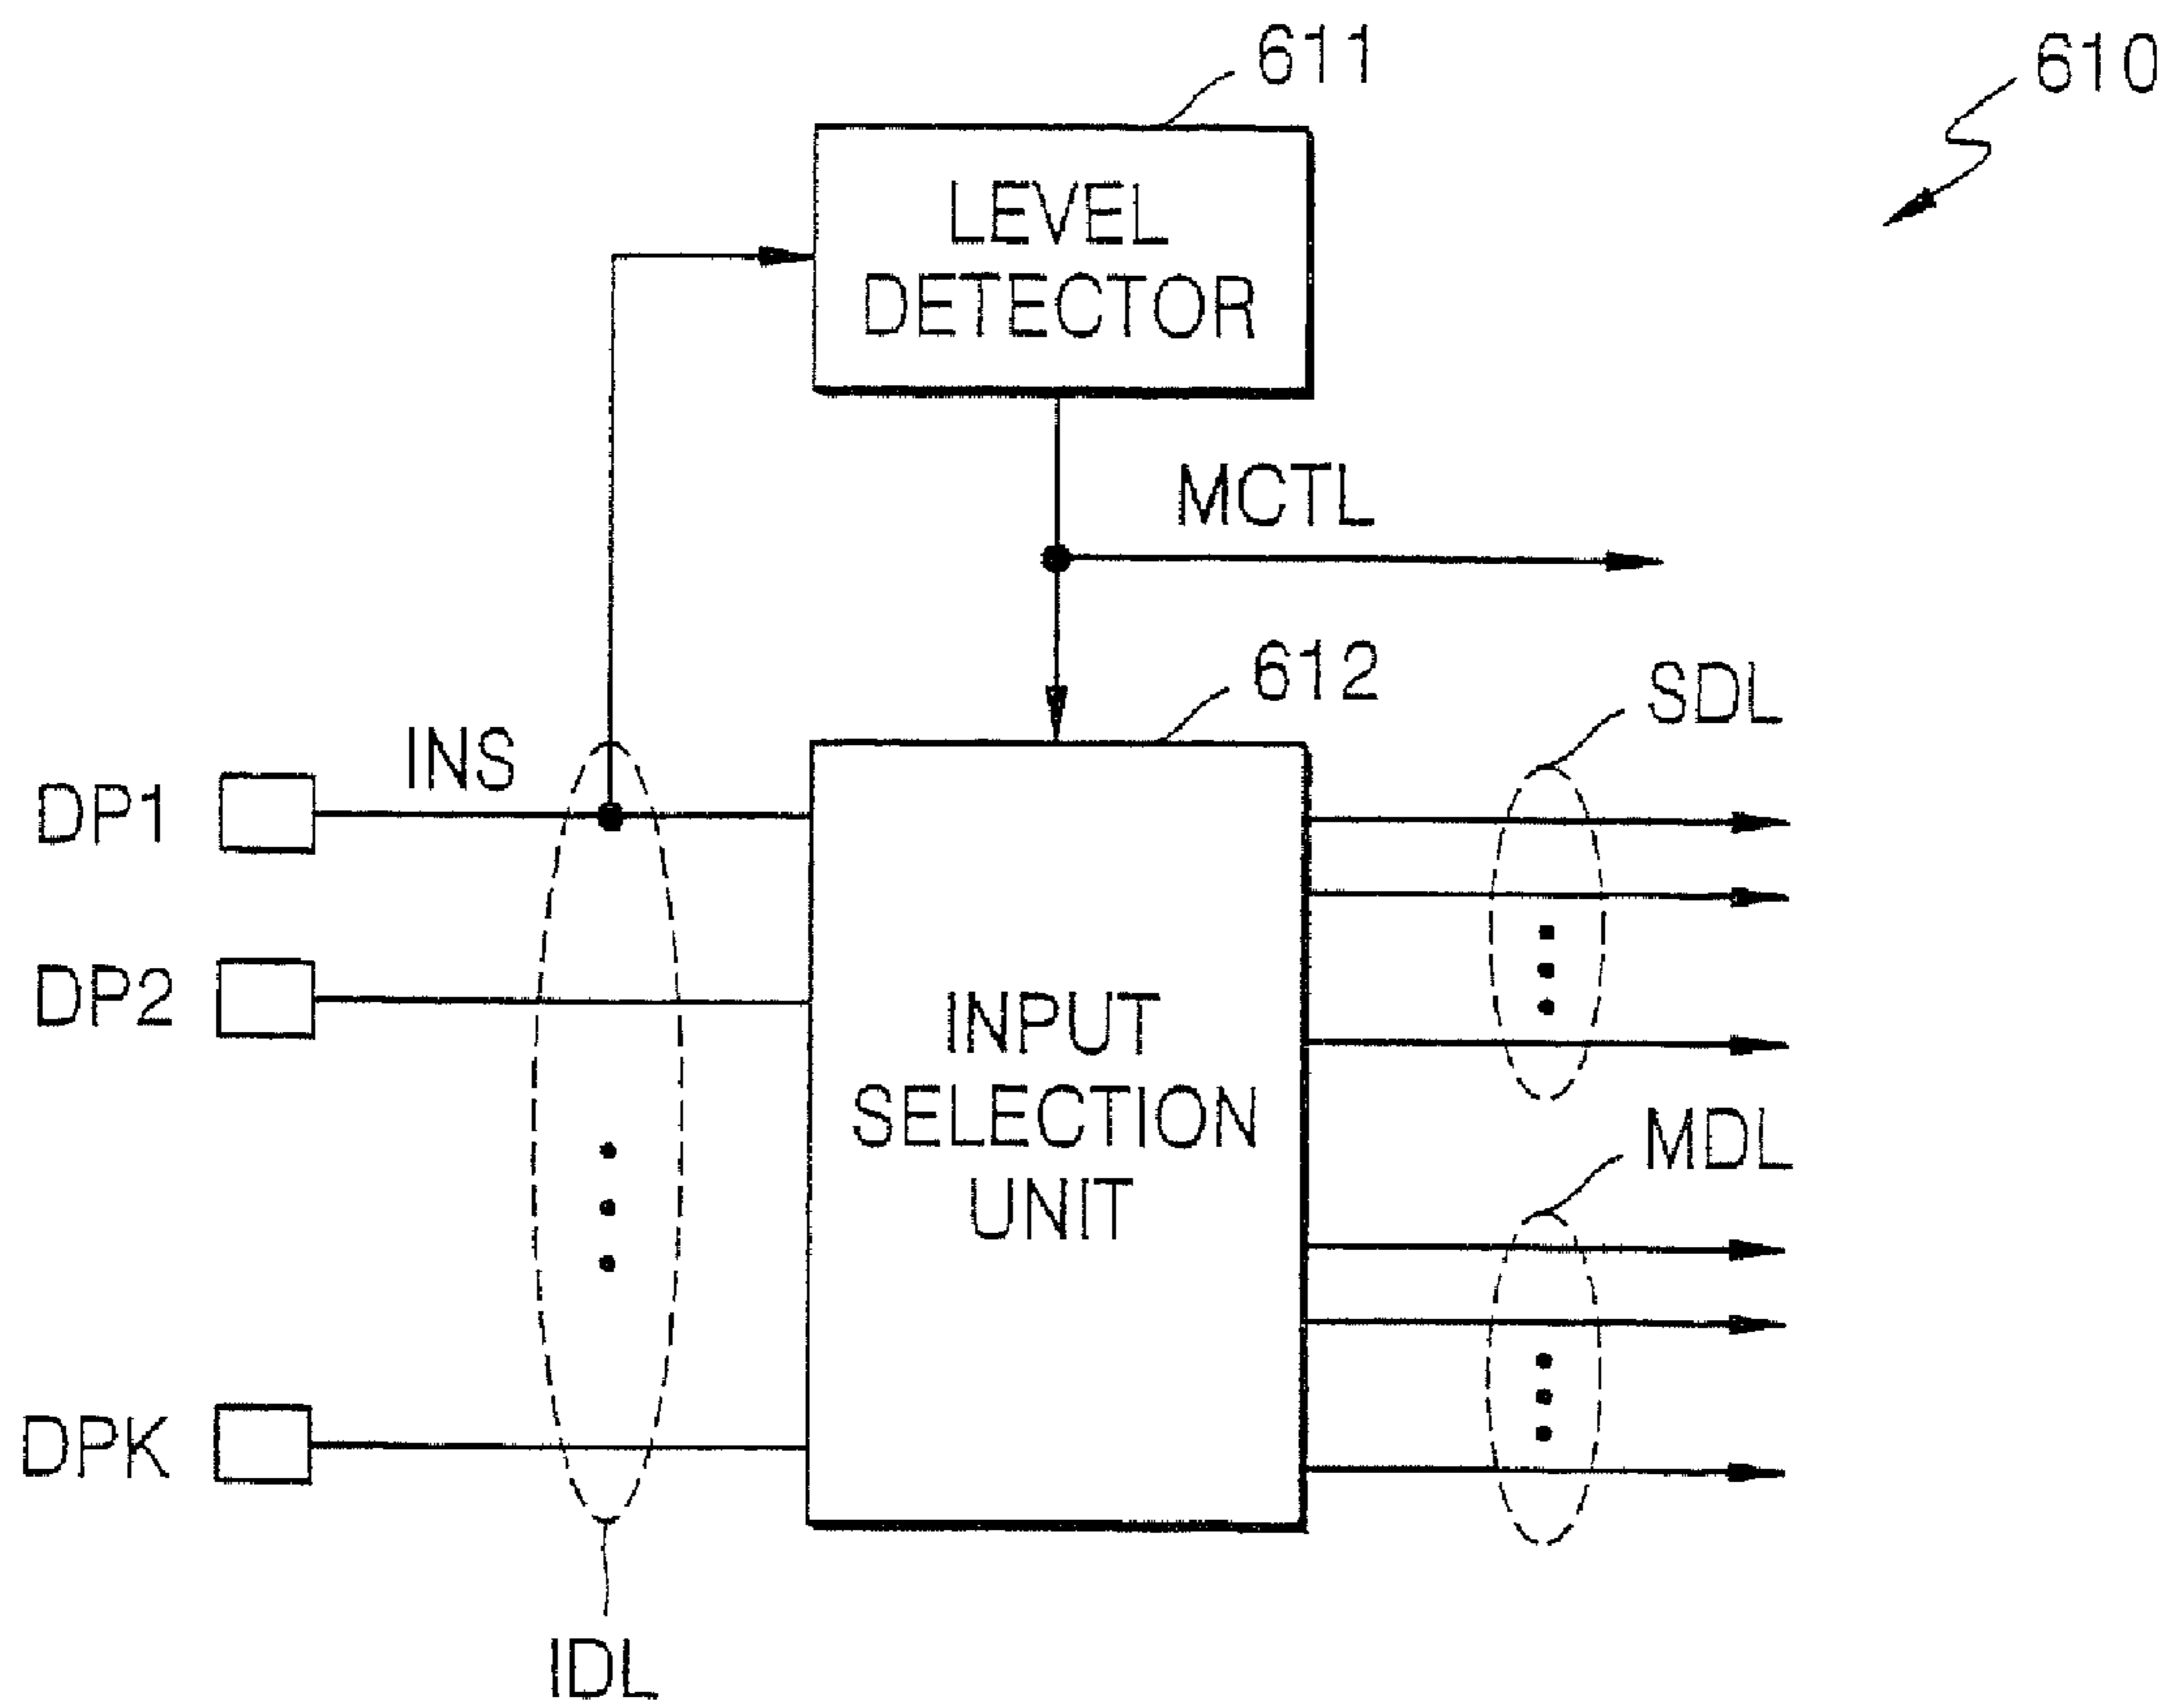 611
610
LEVEL
DETECTOR
MCTL
612
SDL
INS
DP1
DP2
INPUT
SELECTION
UNIT
MDL
DPK
IDL